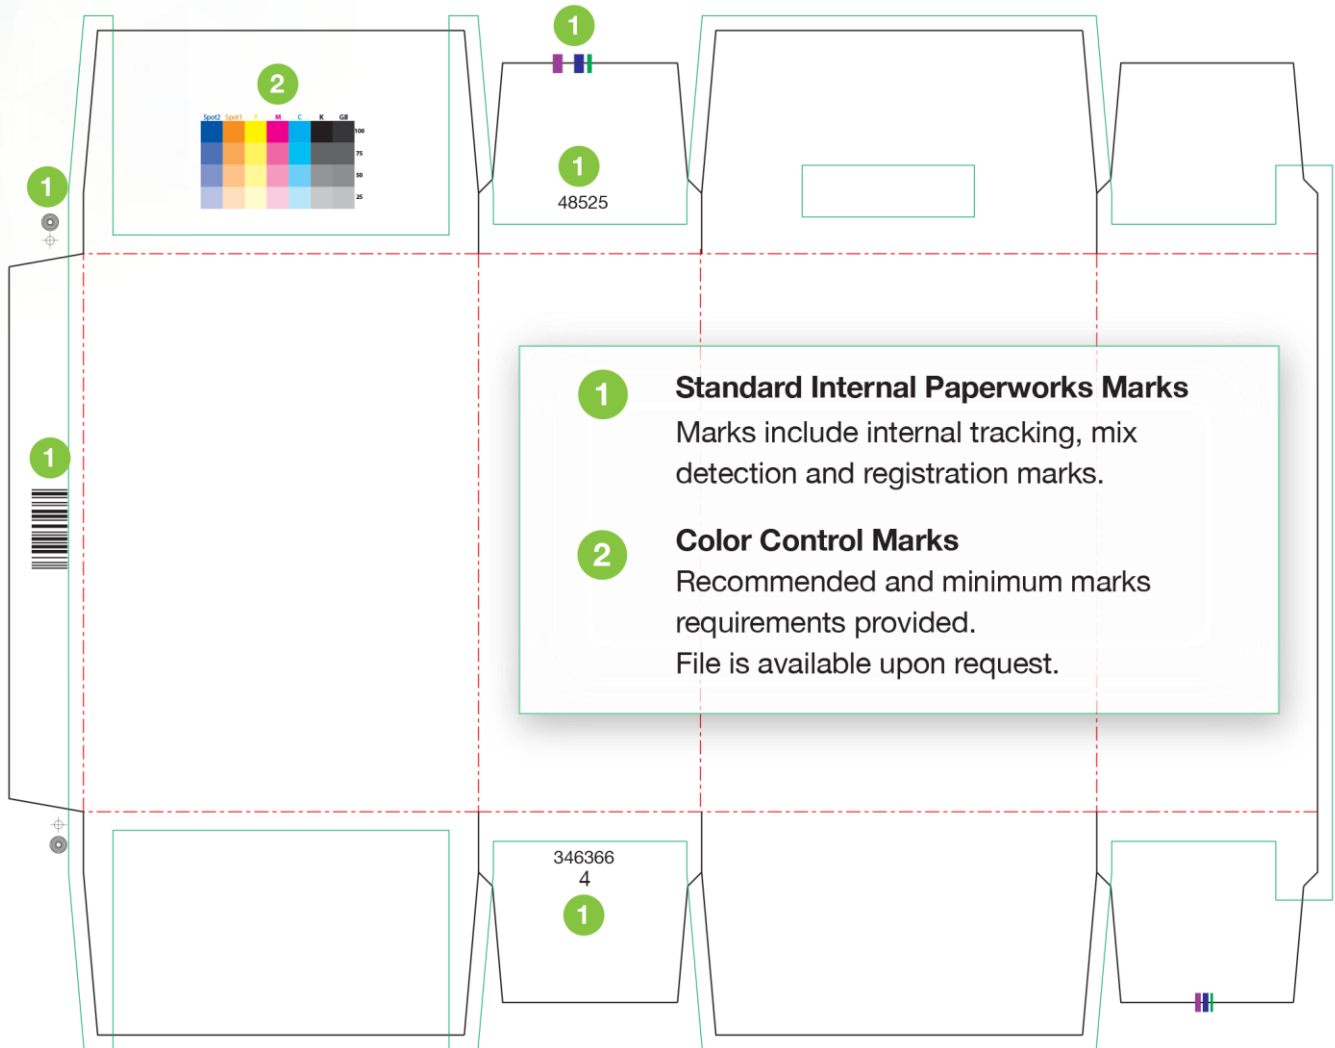 1
2
Spot2 Spot1 Y M C K GB
100
75
50
25
1
48525
1
1
1
Standard Internal Paperworks Marks
Marks include internal tracking, mix
detection and registration marks.
2
Color Control Marks
Recommended and minimum marks
requirements provided.
File is available upon request.
346366
4
1